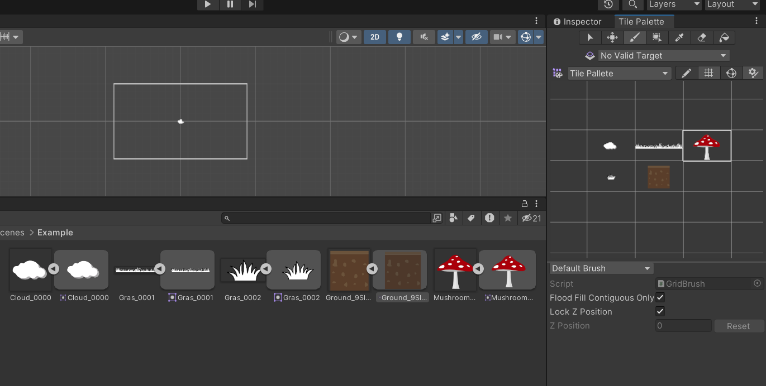 Layers
Layout
Inspector
Tile Palette
2D
No Valid Target
Tile Pallete
21
cenes > Example
Cloud_0000
Cloud_0000
Gras_0001
Gras_0001
Gras_0002
Gras_0002
Ground_9Sl...
Ground_9Sl...
Mushroom...
Mushroom...
Default Brush
Script
GridBrush
Flood Fill Contiguous Only
Lock Z Position
Z Position
0
Reset